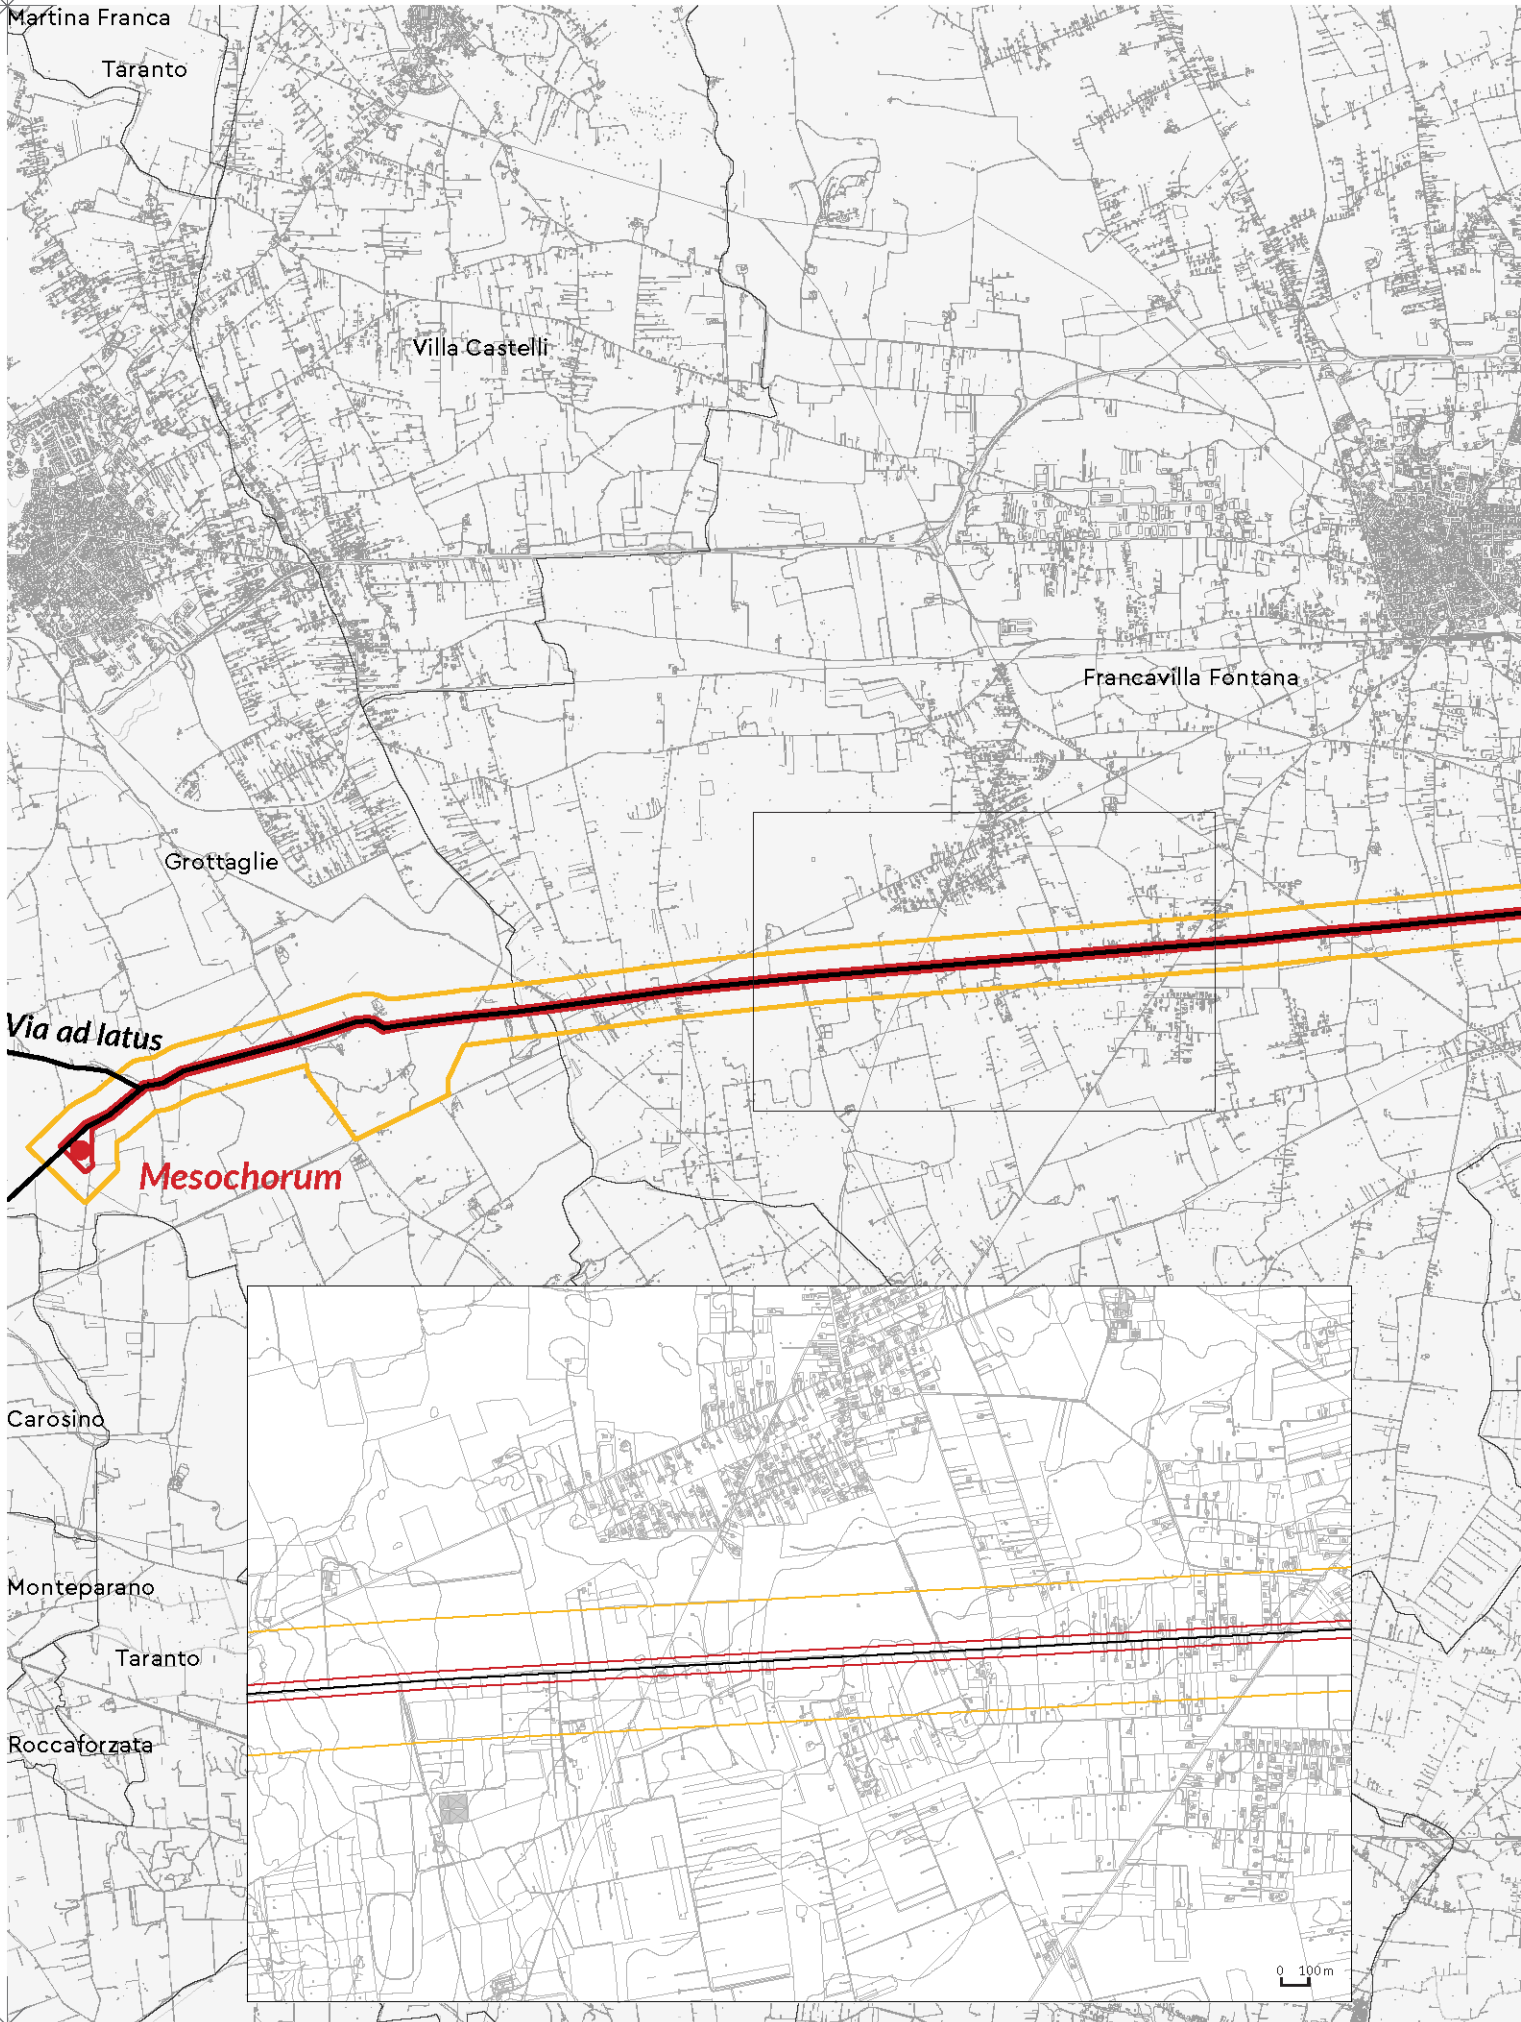 Martina Franca
Taranto
Villa Castelli
Francavilla Fontana
Grottaglie
Via ad latus
Mesochorum
Carosino
Monteparano
Taranto
Roccaforzata
0 100m